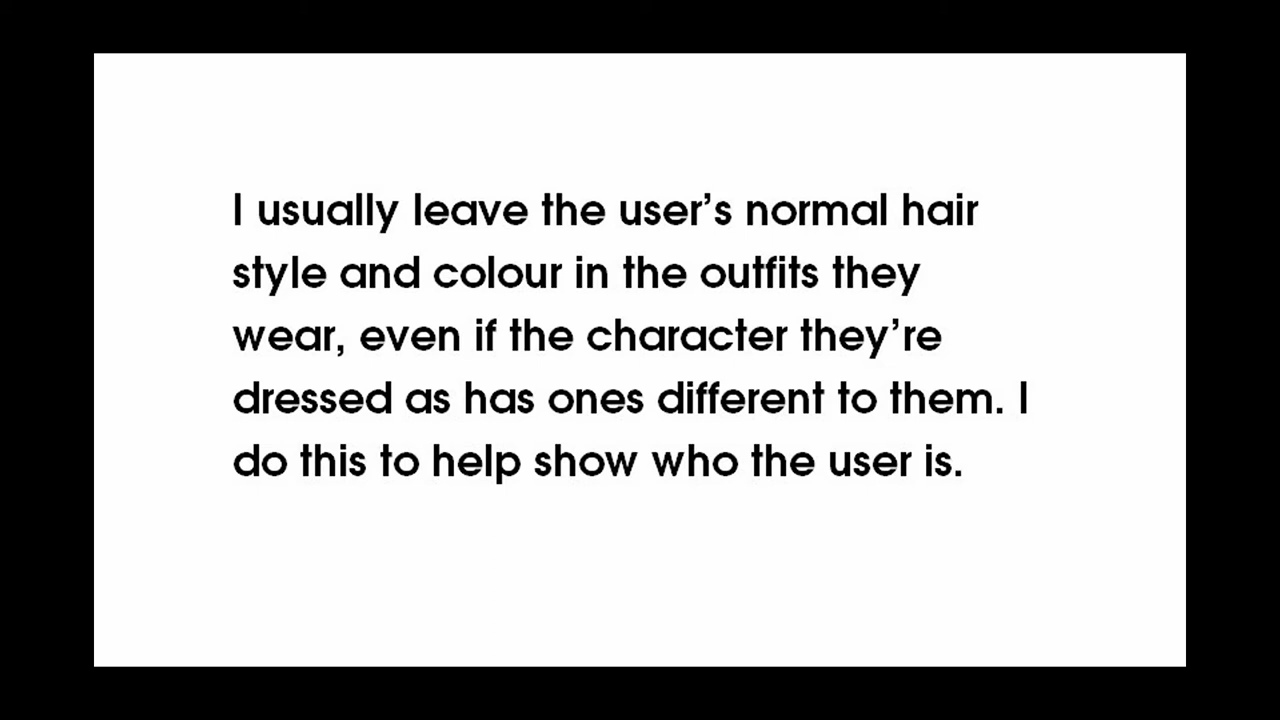 I usually leave the user’s normal hair
style and colour in the outfits they
wear, even if the character they’re
dressed as has ones different to them. I
do this to help show who the user is.